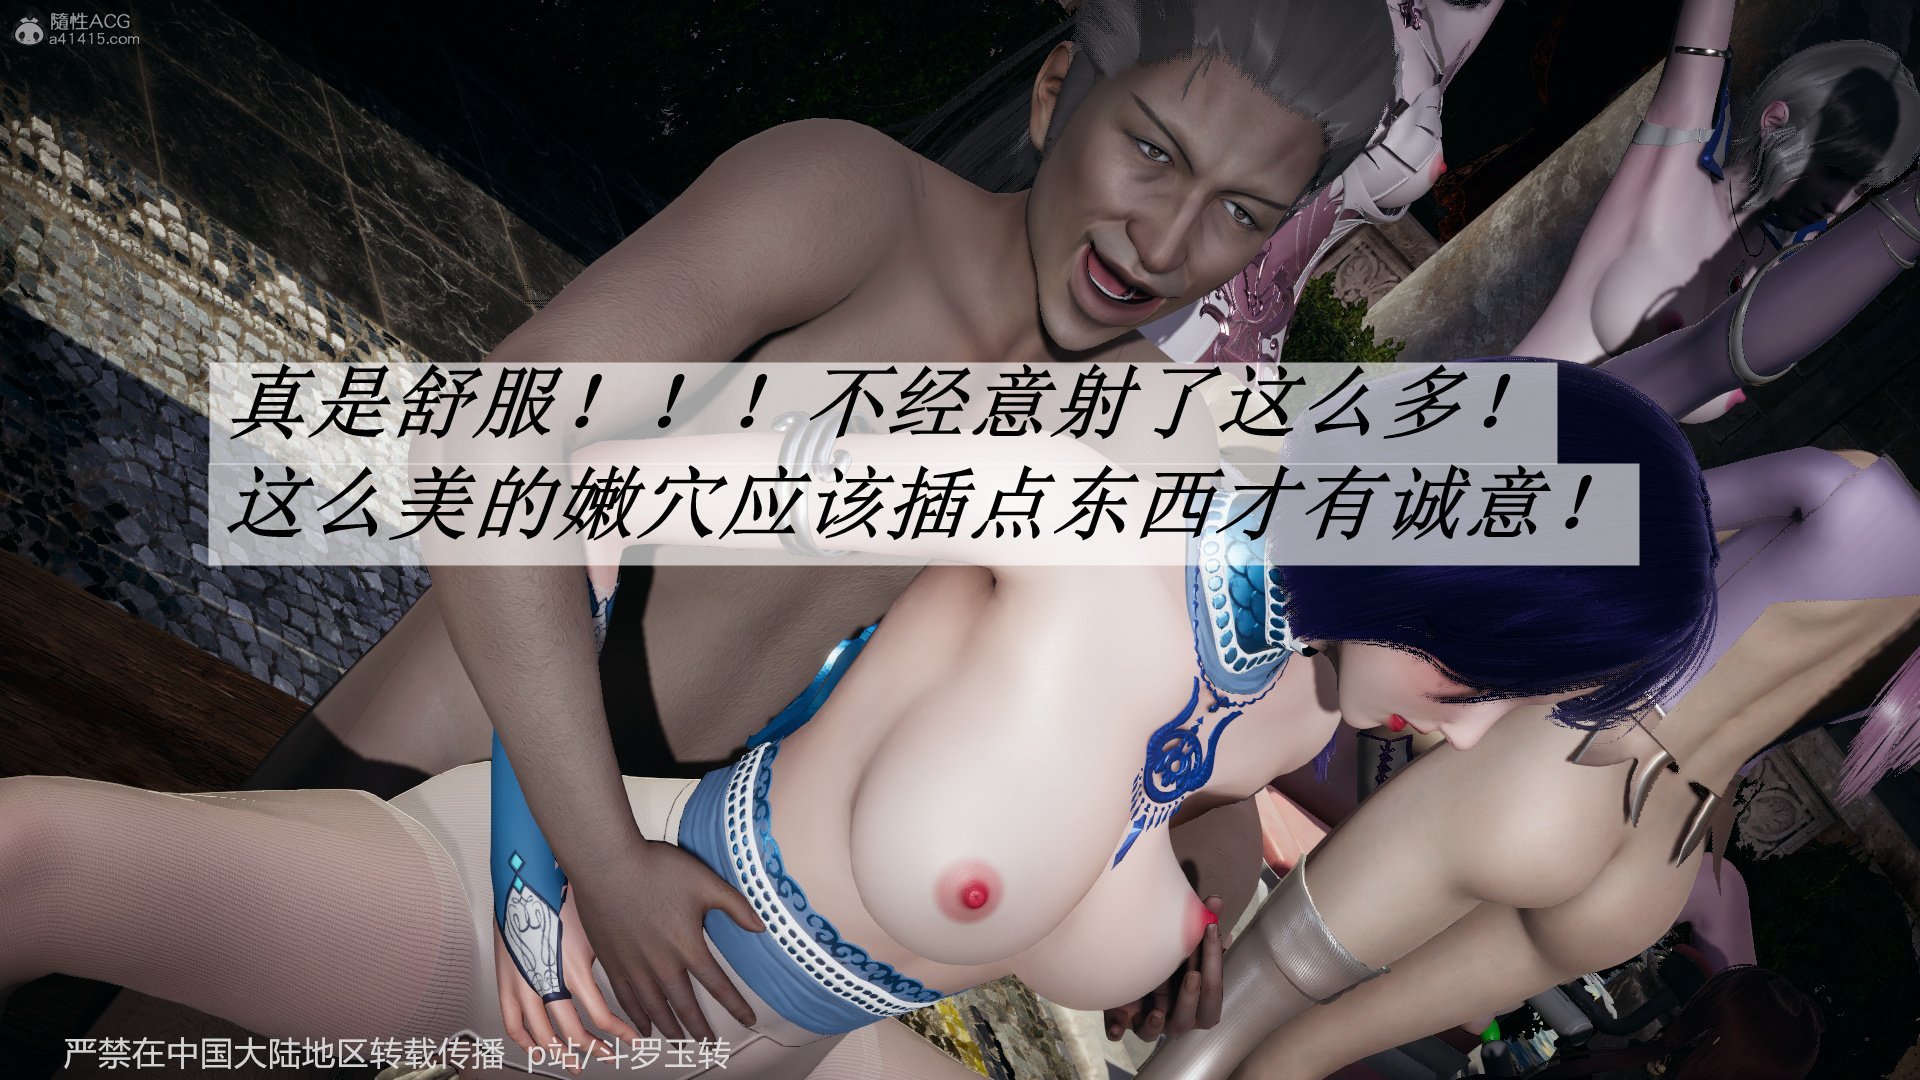 隨性ACG
a41415.com
真是舒服！！！不经意射了这么多！
这么美的嫩穴应该插点东西才有诚意！
严禁在中国大陆地区转载传播 p站/斗罗玉转